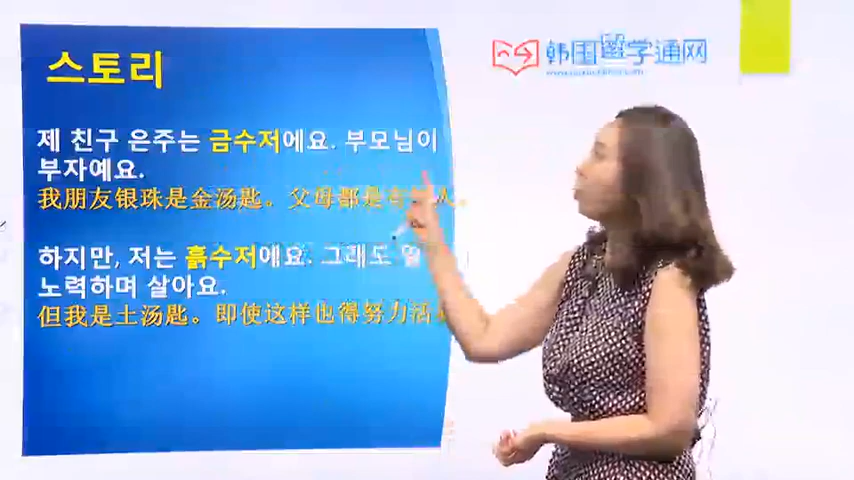 스토리
韩国留学通网
제 친구 은주는 금수저에요. 부모님이
부자예요.
我朋友银珠是金汤匙。父母都是
하지만, 저는 흙수저에요. 그래도
노력하며 살아요.
但我是土汤匙。即使这样也得努力活